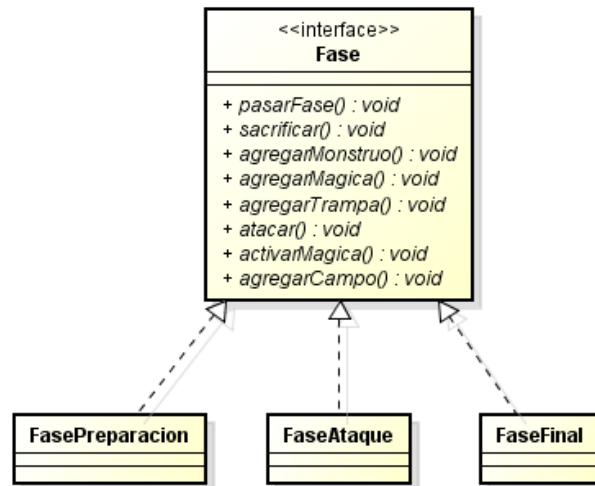 <<interface>>
Fase
+ pasarFase() : void
+ sacrificar() : void
+ agregarMonstruo() : void
+ agregarMagica() : void
+ agregarTrampa() : void
+ atacar() : void
+ activarMagica() : void
+ agregarCampo() : void
FasePreparacion
FaseAtaque
FaseFinal